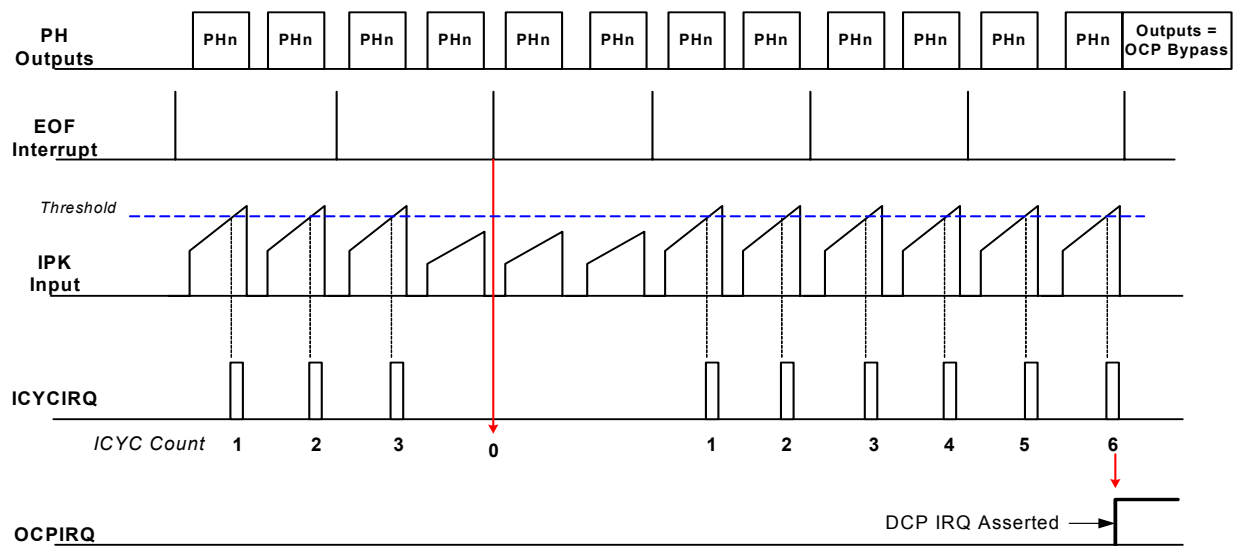 PH
Outputs
PHn PHn PHn PHn PHn PHn PHn PHn PHn PHn PHn PHn
Outputs =
OCP Bypass
EOF
Interrupt
Threshold
IPK
Input
ICYCIRQ
ICYC Count 1 2 3 0 1 2 3 4 5 6
DCP IRQ Asserted
OCPIRQ